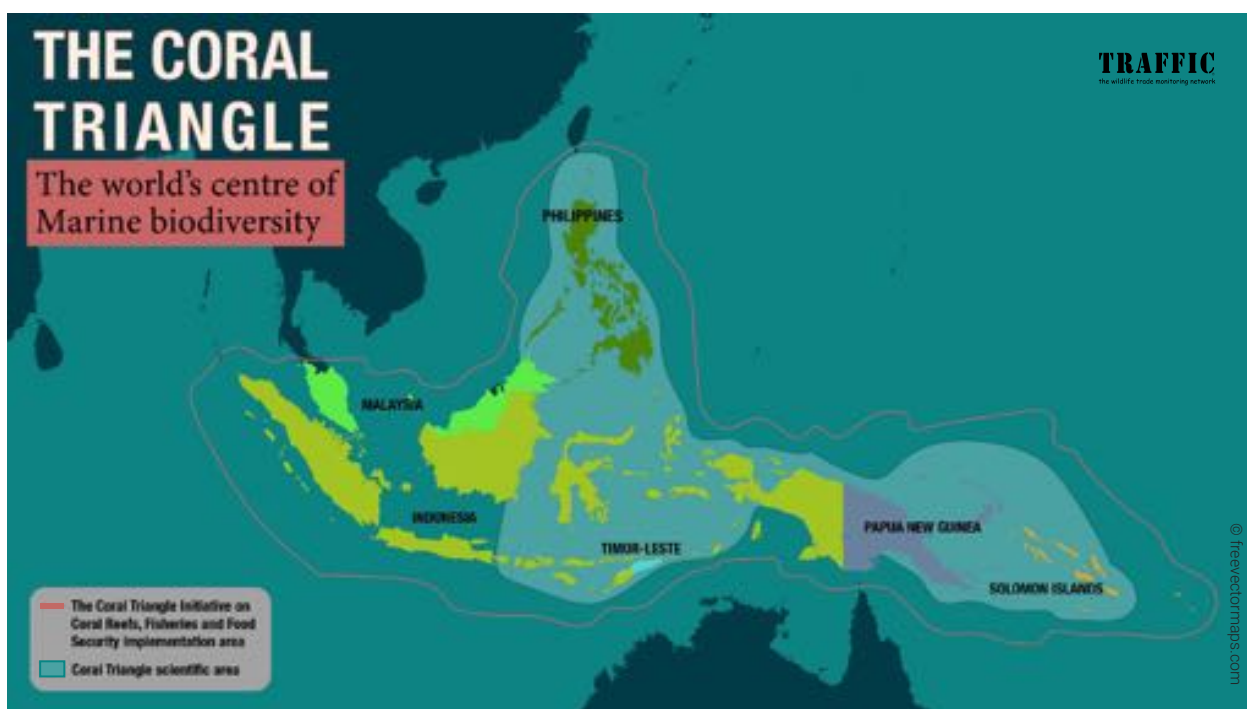 THE CORAL
TRIANGLE
The world's centre of
Marine biodiversity
TRAFFIC
the wildlife trade monitoring network
PHILIPPINES
MALAYSIA
INDONESIA
TIMOR-LESTE
PAPUA NEW GUINEA
SOLOMON ISLANDS
The Coral Triangle Initiative on
Coral Reefs, Fisheries and Food
Security implementation area
Coral Triangle scientific area
© freevectormaps.com